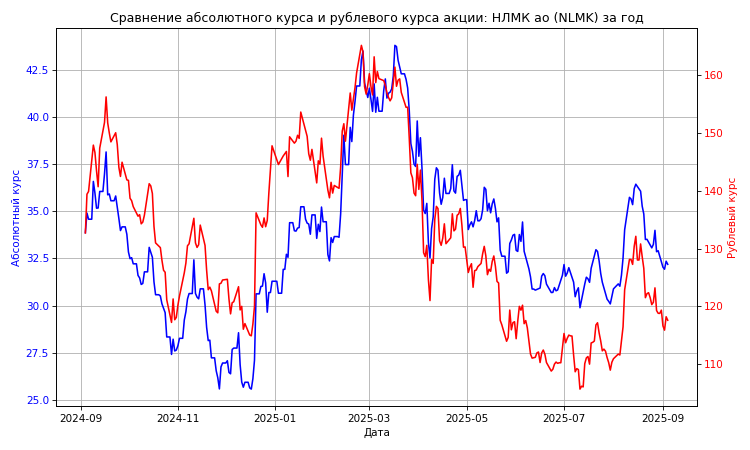 Сравнение абсолютного курса и рублевого курса акции: НЛМК ао (NLMK) за год
42.5
40.0
37.5
35.0
32.5
30.0
27.5
25.0
Абсолютный курс
160
150
140
130
120
110
Рублевый курс
2024-09 2024-11 2025-01 2025-03 2025-05 2025-07 2025-09
Дата